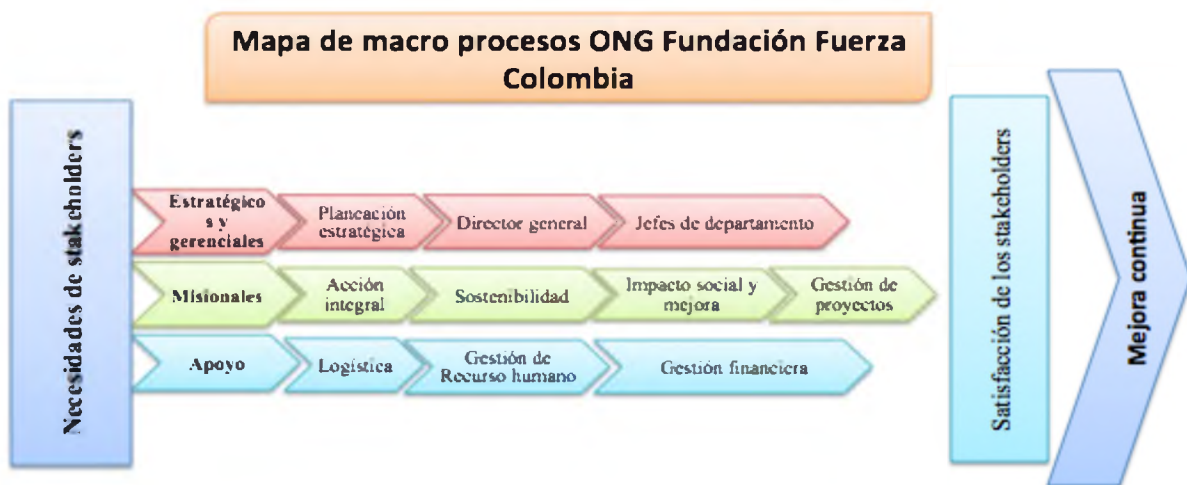 Mapa de macro procesos ONG Fundación Fuerza
Colombia
Necesidades de stakeholders
Estratégico
s y
gerenciales
Planeación
estratégica
Director general
Jefes de departamento
Misionales
Acción
integral
Sostenibilidad
Impacto social y
mejora
Gestión de
proyectos
Apoyo
Logística
Gestión de
Recurso humano
Gestión financiera
Satisfacción de los stakeholders
Mejora continua